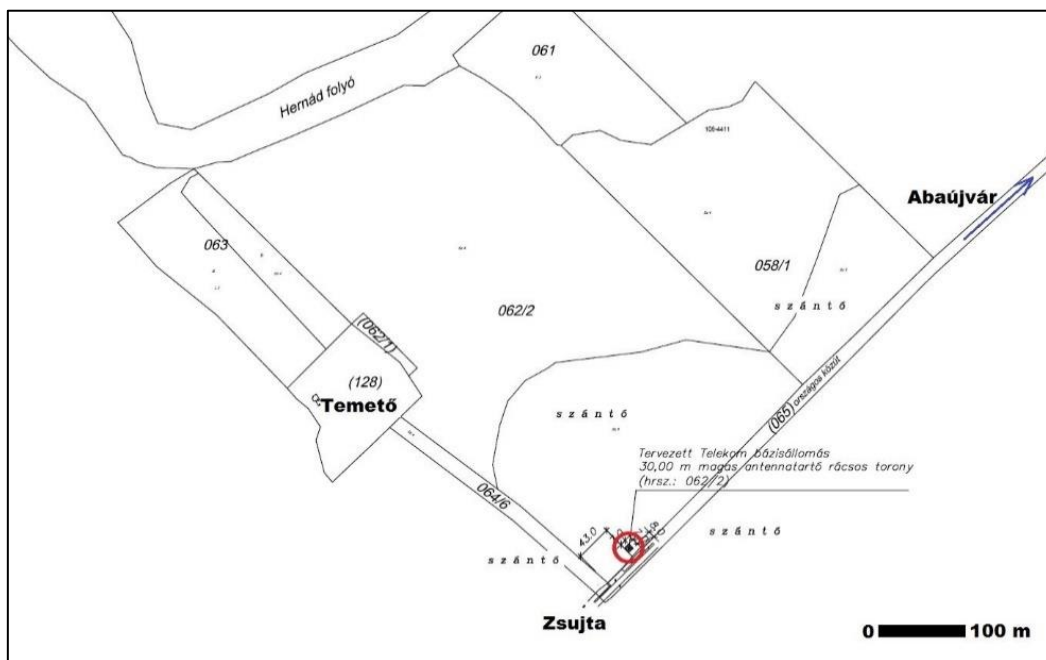 061
Hernád folyó
108-4411
Abaújvár
063
058/1
062/2
szántó
(062/1)
(128)
Temető
(065) országos közút
szántó
Tervezett Telekom bázisállomás
30,00 m magas antennatartó rácsos torony
(hrsz.: 062/2)
064/6
43.0
szántó
szántó
Zsujta
0 100 m